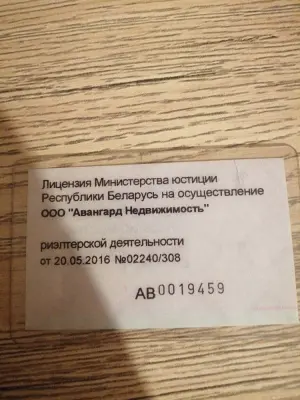 Лицензия Министерства юстиции
Республики Беларусь на осуществление
ООО "Авангард Недвижимость"
риэлтерской деятельности
от 20.05.2016 №02240/308
АВ0019459